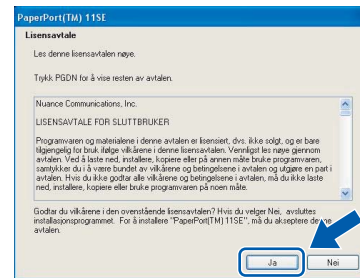 PaperPort(TM) 11SE
Lisensavtale
Les denne lisensavtalen nøye.
Trykk PGDN for å vise resten av avtalen.
Nuance Communications, Inc.
LISENSAVTALE FOR SLUTTBRUKER
Programvaren og materialene i denne avtalen er lisensiert, dvs. ikke solgt, og er bare
tilgjengelig for bruk ifølge vilkårene i denne lisensavtalen. Vennligst les nøye gjennom
avtalen. Ved å laste ned, installere, kopiere eller på annen måte bruke programvaren,
samtykker du i å være bundet av vilkårene og betingelsene i avtalen og utgjøre en part i
avtalen. Hvis du ikke godtar alle vilkårene og betingelsene i avtalen, må du ikke laste
ned, installere, kopiere eller bruke programvaren på noen måte.
Godtar du vilkårene i den ovenstående lisensavtalen? Hvis du velger Nei, avsluttes
installasjonsprogrammet. For å installere "PaperPort(TM) 11SE", må du akseptere denne
avtalen.
Ja
Nei